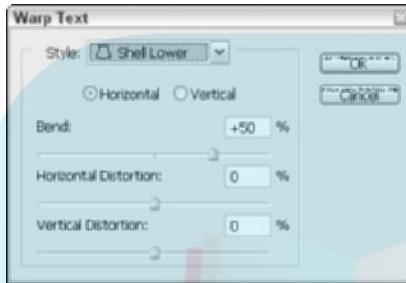 Warp Text
Style: Shell Lower
OK
Horizontal Vertical
Cancel
Bend: +50 %
Horizontal Distortion: 0 %
Vertical Distortion: 0 %